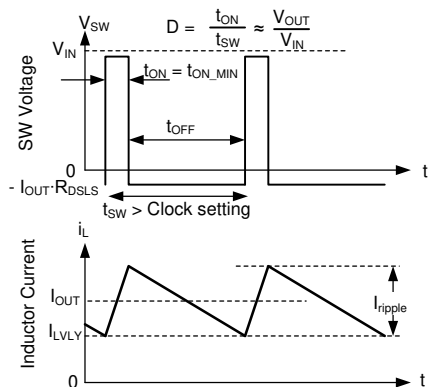 V_SW
D = t_ON / t_SW ≈ V_OUT / V_IN
V_IN
t_ON = t_ON_MIN
SW Voltage
t_OFF
0
t
- I_OUT·R_DSLS
t_SW > Clock setting
i_L
Inductor Current
I_OUT
I_ripple
I_LVLY
0
t